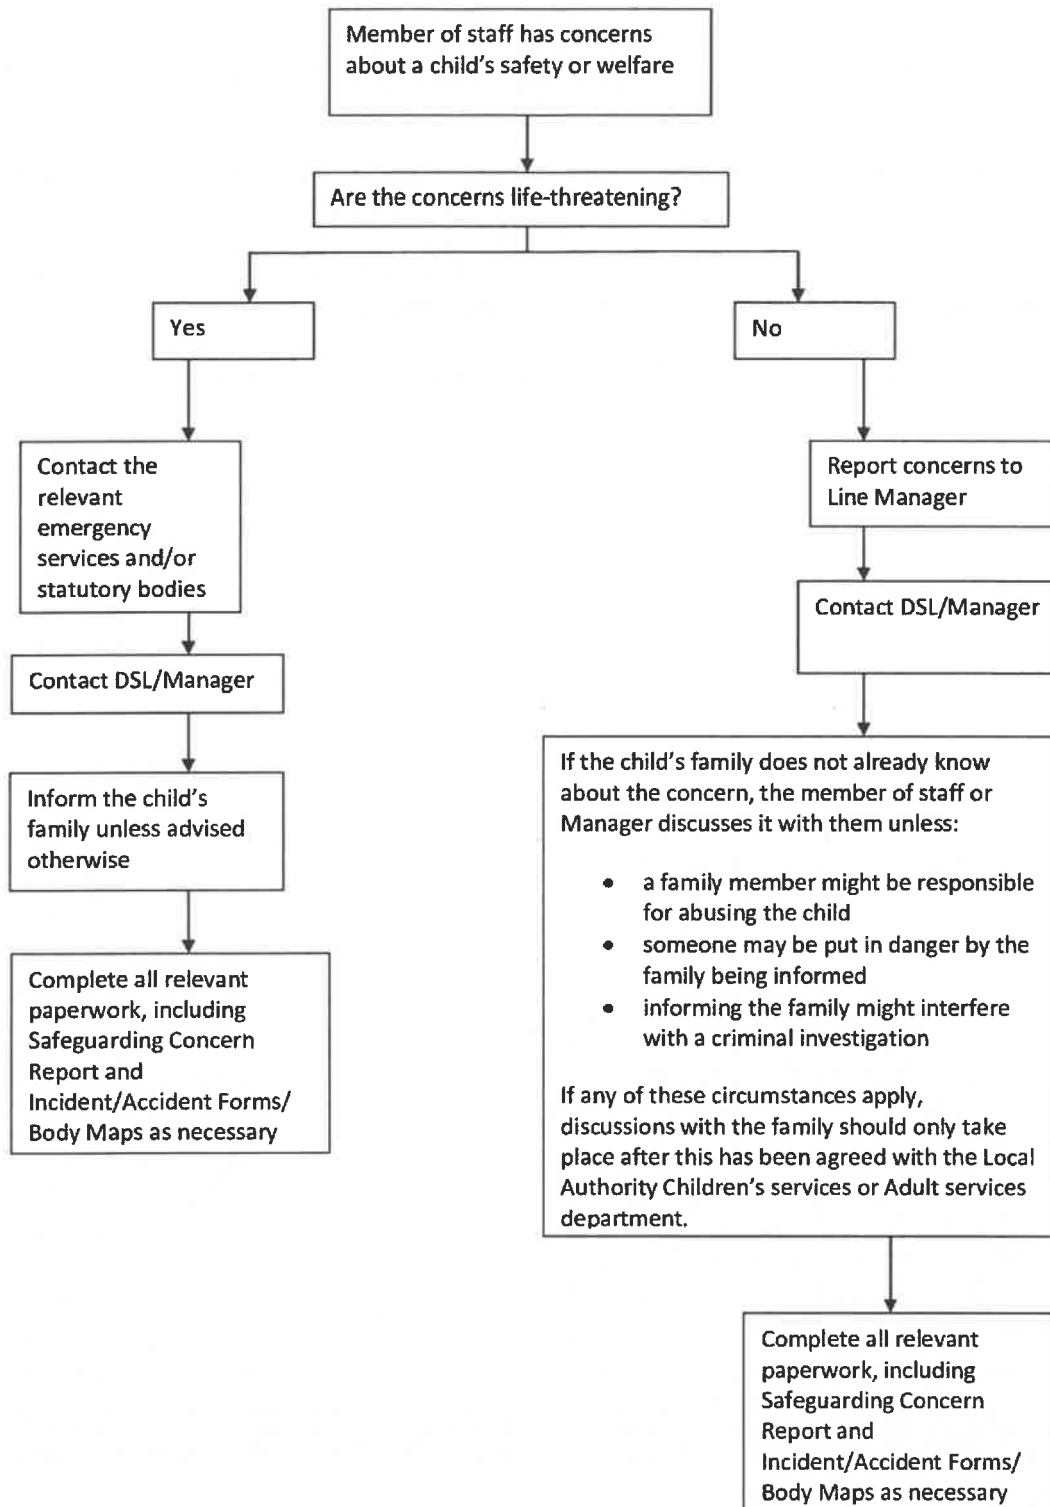 Member of staff has concerns
about a child's safety or welfare
Are the concerns life-threatening?
Yes
No
Contact the
relevant
emergency
services and/or
statutory bodies
Report concerns to
Line Manager
Contact DSL/Manager
Contact DSL/Manager
Inform the child's
family unless advised
otherwise
If the child's family does not already know
about the concern, the member of staff or
Manager discusses it with them unless:
• a family member might be responsible
for abusing the child
• someone may be put in danger by the
family being informed
• informing the family might interfere
with a criminal investigation
If any of these circumstances apply,
discussions with the family should only take
place after this has been agreed with the Local
Authority Children's services or Adult services
department.
Complete all relevant
paperwork, including
Safeguarding Concern
Report and
Incident/Accident Forms/
Body Maps as necessary
Complete all relevant
paperwork, including
Safeguarding Concern
Report and
Incident/Accident Forms/
Body Maps as necessary